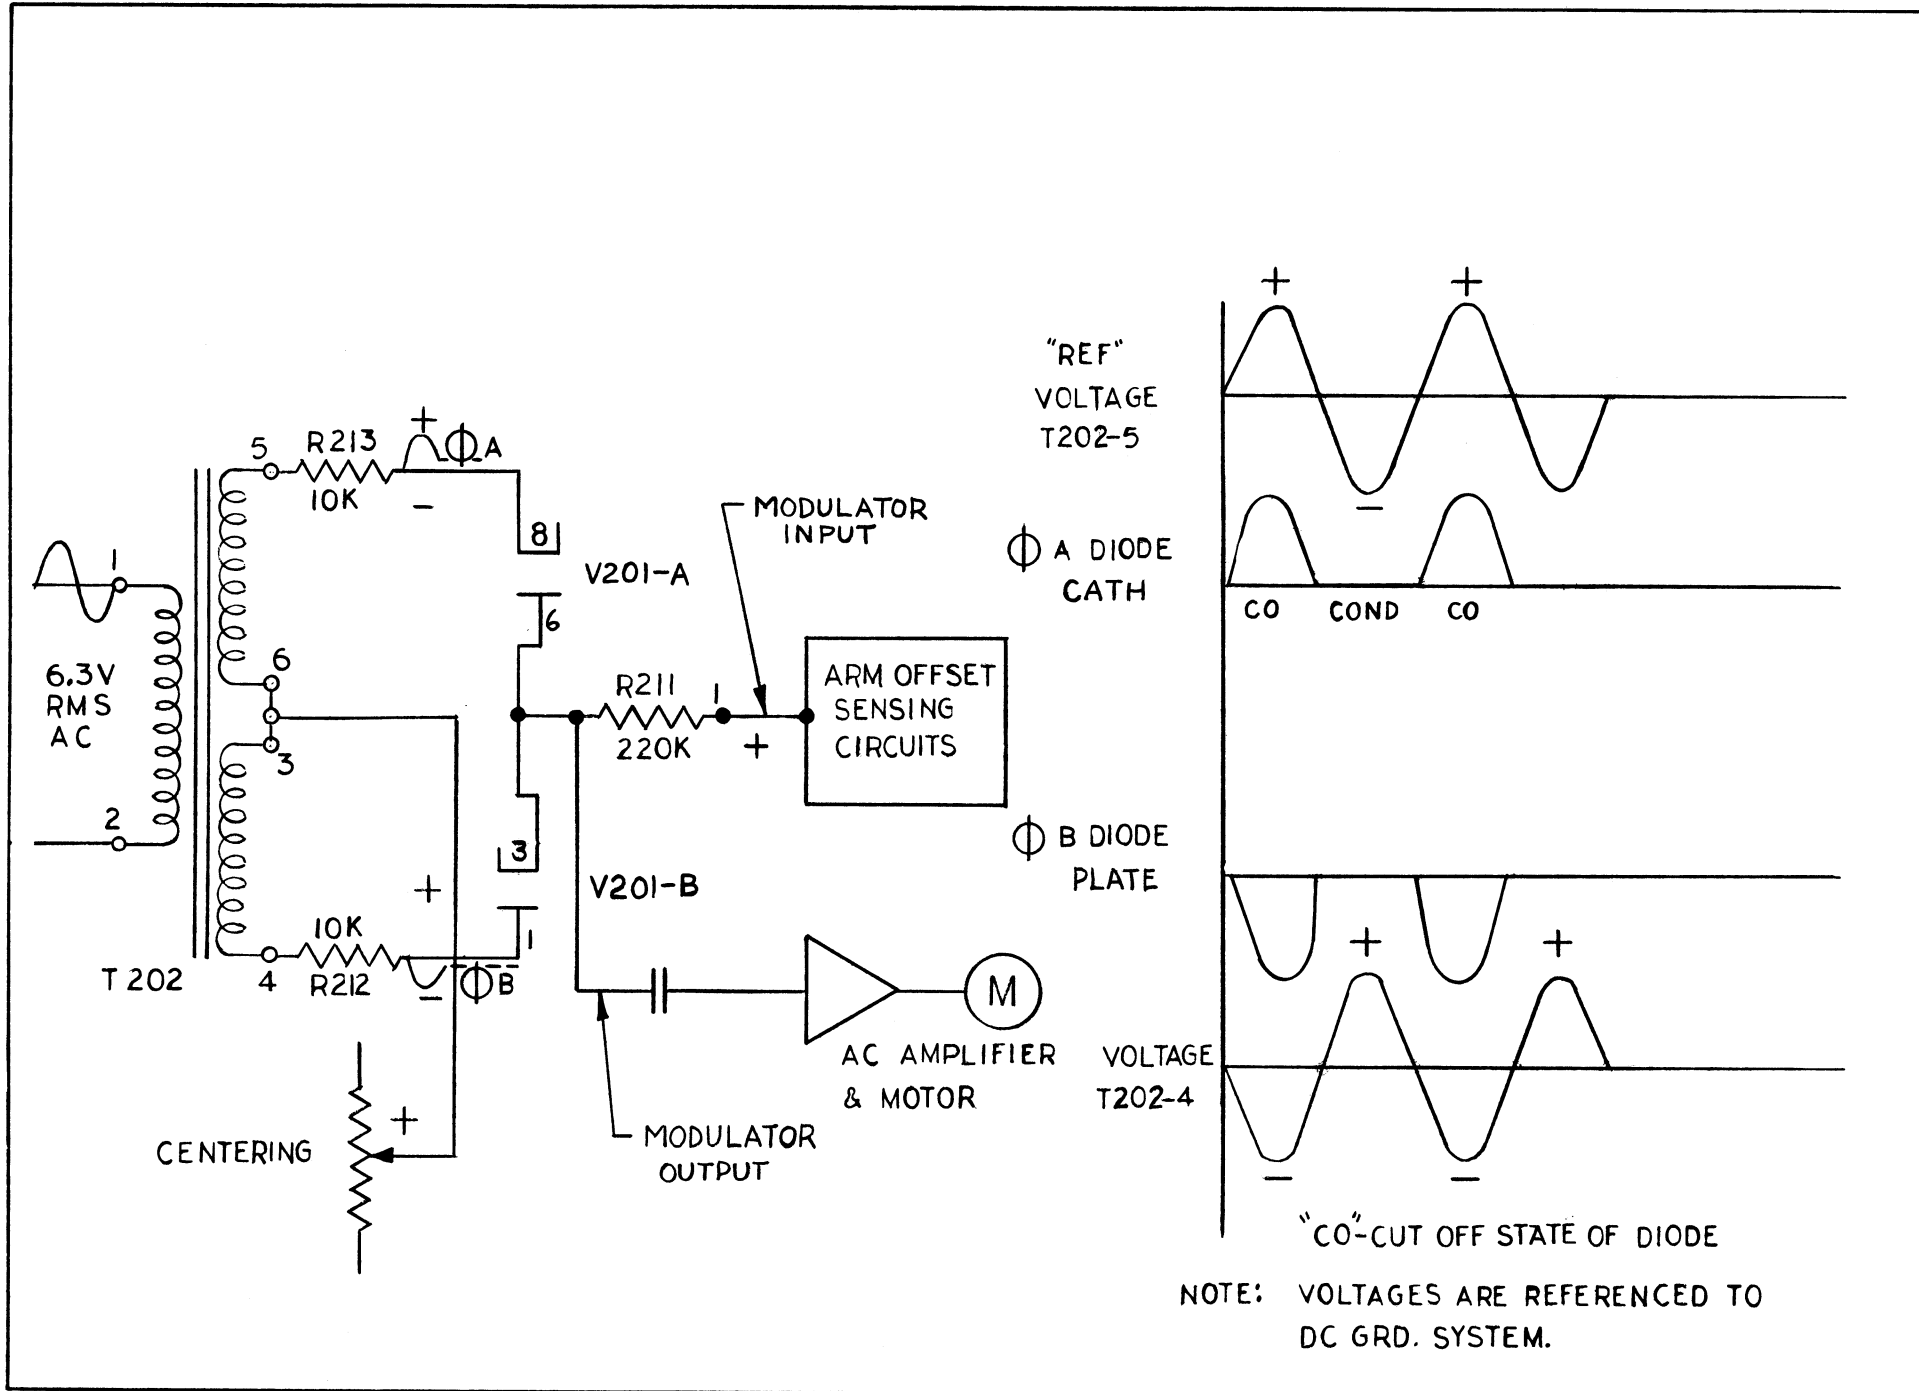 5
R213
10K
+
ΦA
-
8
V201-A
6
MODULATOR
INPUT
1
6.3V
RMS
AC
2
6
3
R211
220K
1
+
ARM OFFSET
SENSING
CIRCUITS
3
V201-B
+
1
10K
R212
4
T 202
-
ΦB
M
AC AMPLIFIER
& MOTOR
CENTERING
+
MODULATOR
OUTPUT
+ +
"REF"
VOLTAGE
T202-5
-
Φ A DIODE
CATH
CO COND CO
Φ B DIODE
PLATE
+ +
VOLTAGE
T202-4
- -
"CO"-CUT OFF STATE OF DIODE
NOTE: VOLTAGES ARE REFERENCED TO
DC GRD. SYSTEM.